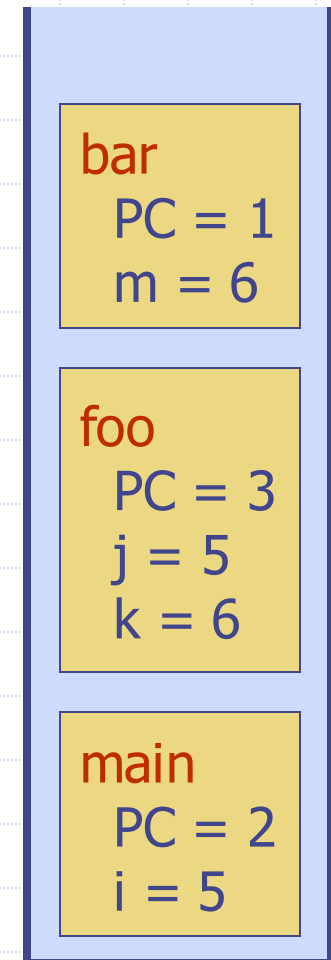 bar
PC = 1
m = 6
foo
PC = 3
j = 5
k = 6
main
PC = 2
i = 5